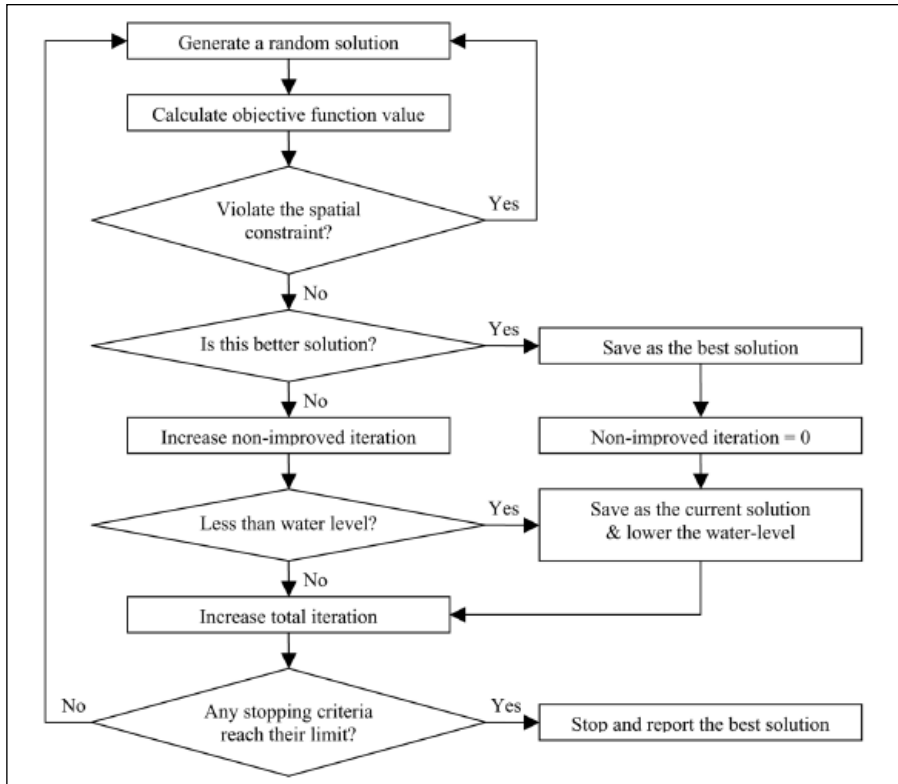 Generate a random solution
Calculate objective function value
Violate the spatial
constraint?
Yes
No
Is this better solution?
Yes
Save as the best solution
No
Increase non-improved iteration
Non-improved iteration = 0
Less than water level?
Yes
Save as the current solution
& lower the water-level
No
Increase total iteration
No
Any stopping criteria
reach their limit?
Yes
Stop and report the best solution